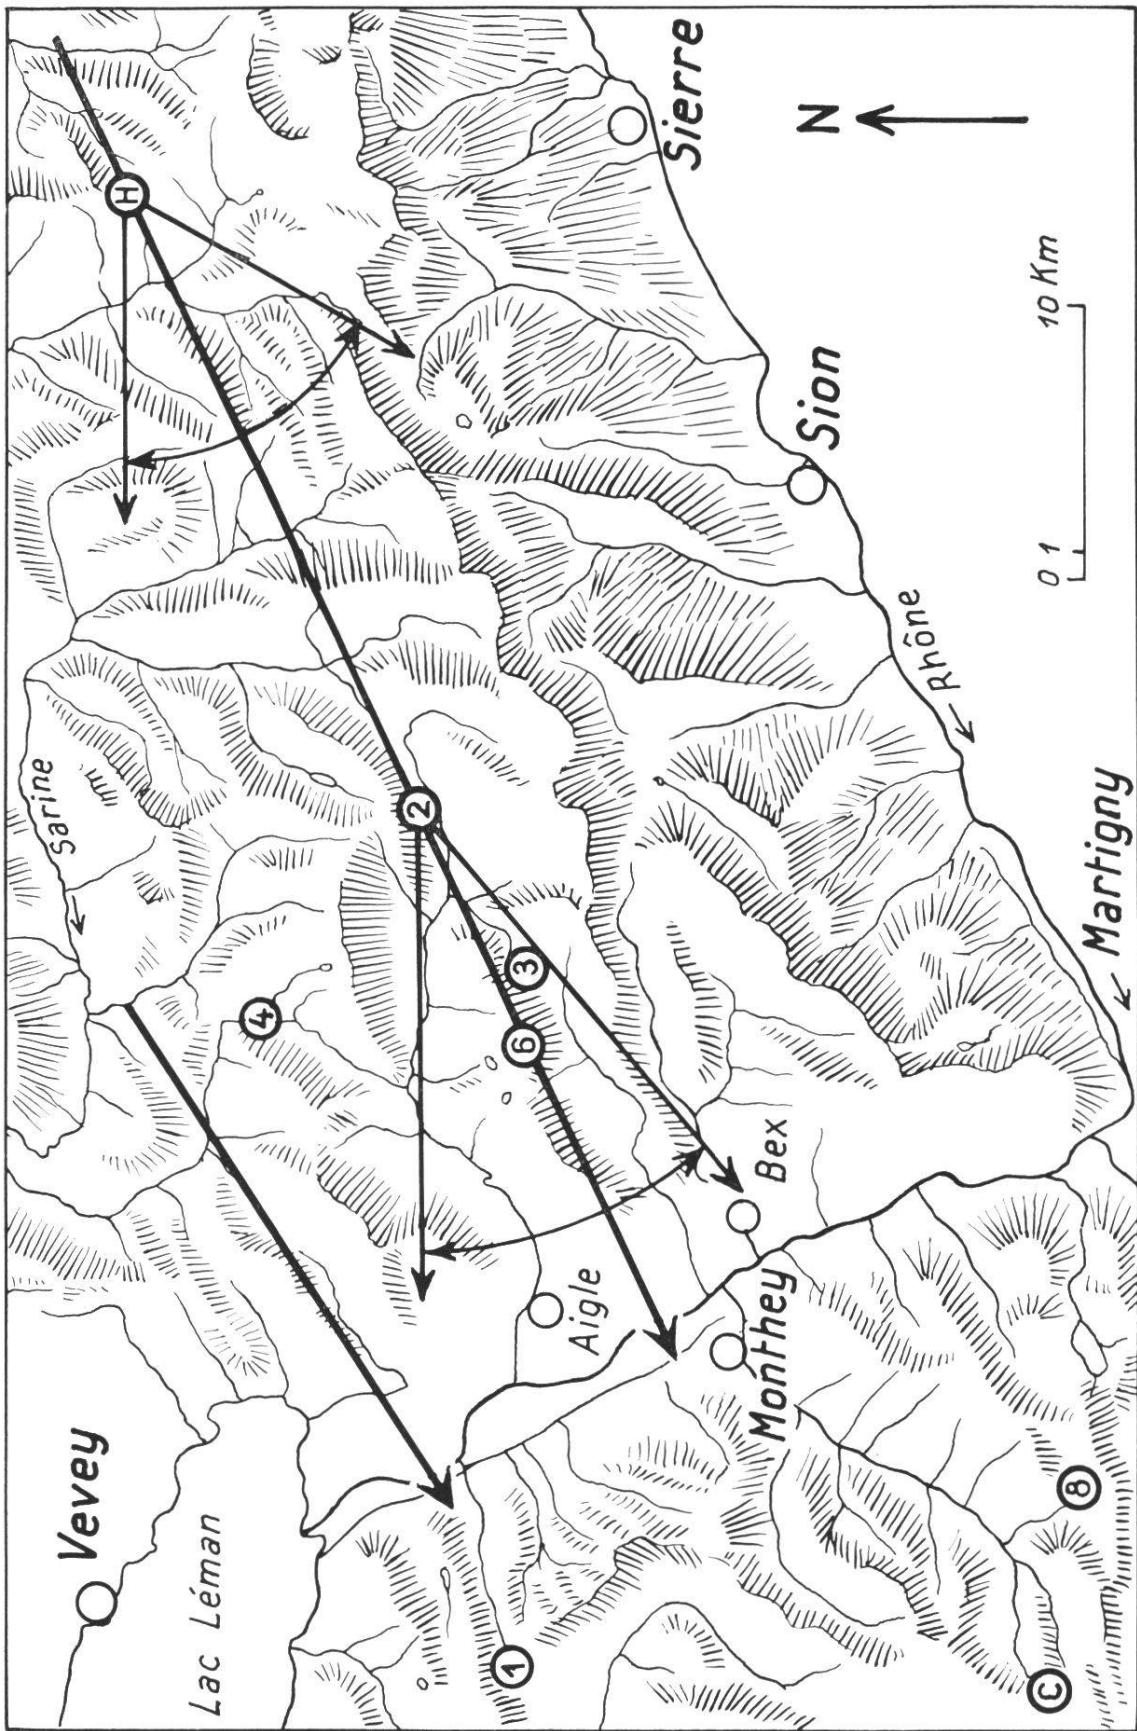 Vevey
Lac Léman
Sarine
H
4
2
3
6
1
Aigle
Bex
Monthey
8
C
Sierre
Sion
Rhône
Martigny
N
0 1 10 Km